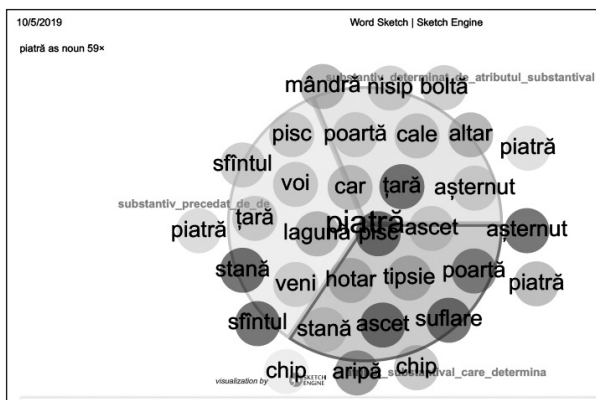 10/5/2019 Word Sketch | Sketch Engine
piatră as noun 59×
mândră nisip boltă
substantiv_determinat_de_atributul_substantival
pisc poartă cale altar piatră
sfîntul
voi car țară așternut
substantiv_precedat_de_de
piatră țară lagună piatră pisc ascet așternut
stană veni hotar tipsie poartă piatră
sfîntul stană ascet suflare
chip aripă chip
substantival_care_determina
visualization by SKETCH ENGINE